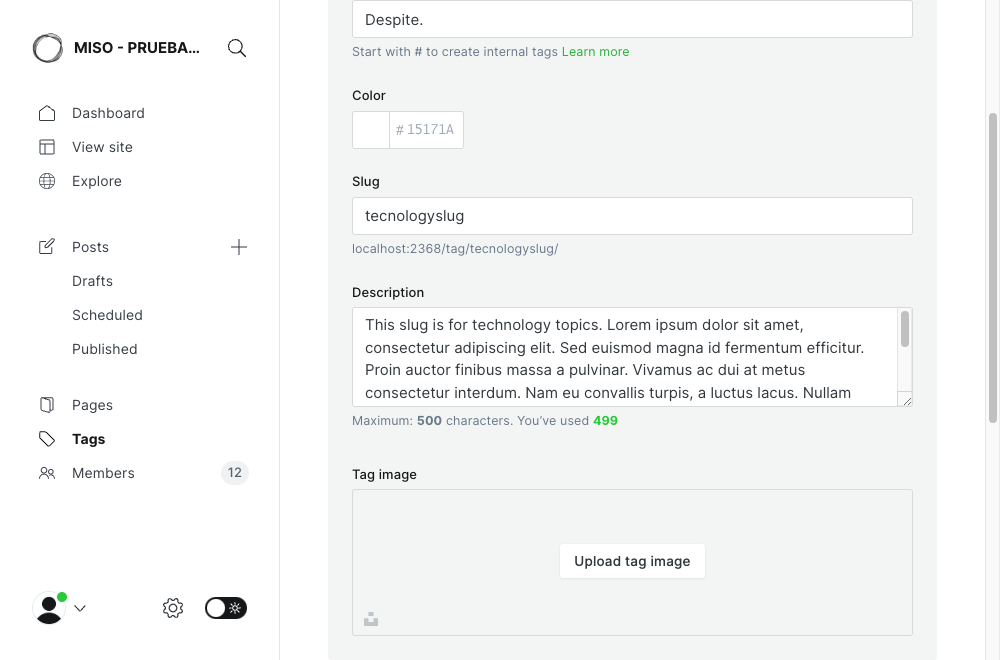 MISO - PRUEBA...
Dashboard
View site
Explore
Posts
Drafts
Scheduled
Published
Pages
Tags
Members
12
Despite.
Start with # to create internal tags Learn more
Color
# 15171A
Slug
tecnologyslug
localhost:2368/tag/tecnologyslug/
Description
This slug is for technology topics. Lorem ipsum dolor sit amet,
consectetur adipiscing elit. Sed euismod magna id fermentum efficitur.
Proin auctor finibus massa a pulvinar. Vivamus ac dui at metus
consectetur interdum. Nam eu convallis turpis, a luctus lacus. Nullam
Maximum: 500 characters. You’ve used 499
Tag image
Upload tag image